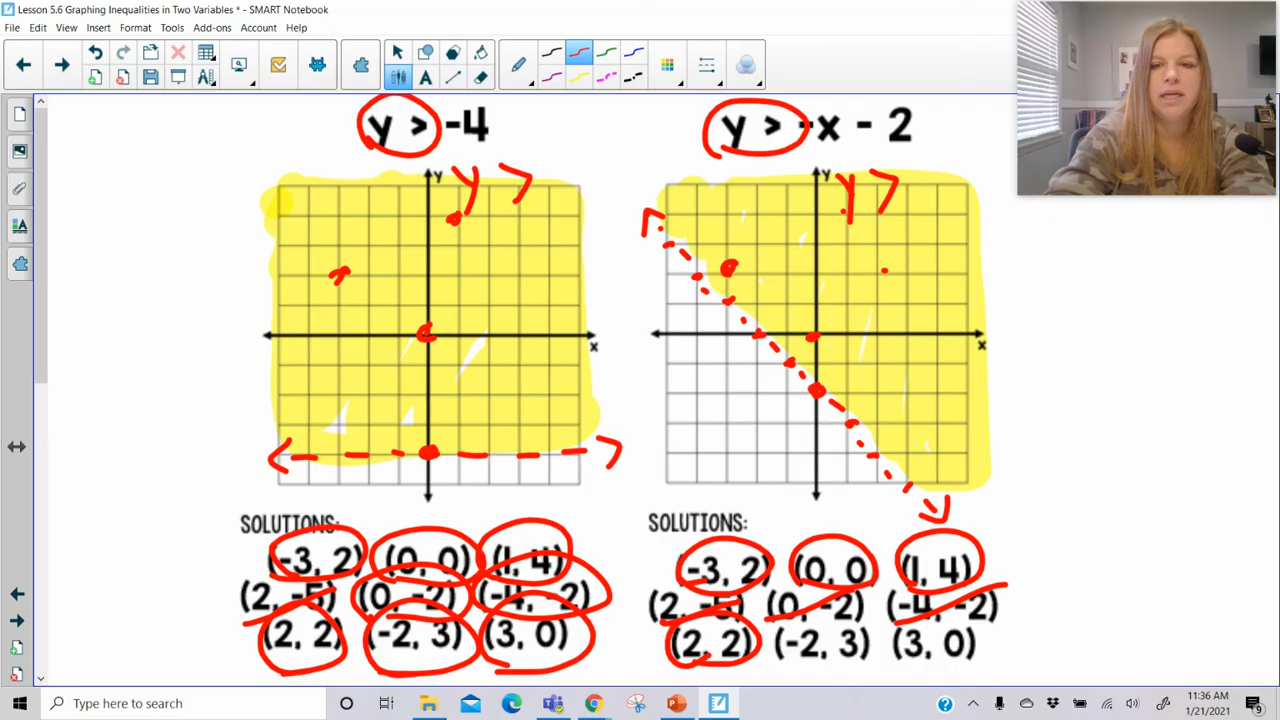 Lesson 5.6 Graphing Inequalities in Two Variables * - SMART Notebook
File Edit View Insert Format Tools Add-ons Account Help
y > -4
y > -x - 2
y
y >
y
y >
x
x
SOLUTIONS:
(-3, 2) (0, 0) (1, 4)
(2, -5) (0, -2) (-4, -2)
(2, 2) (-2, 3) (3, 0)
SOLUTIONS:
(-3, 2) (0, 0) (1, 4)
(2, -5) (0, -2) (-4, -2)
(2, 2) (-2, 3) (3, 0)
Type here to search
11:36 AM
1/21/2021
9